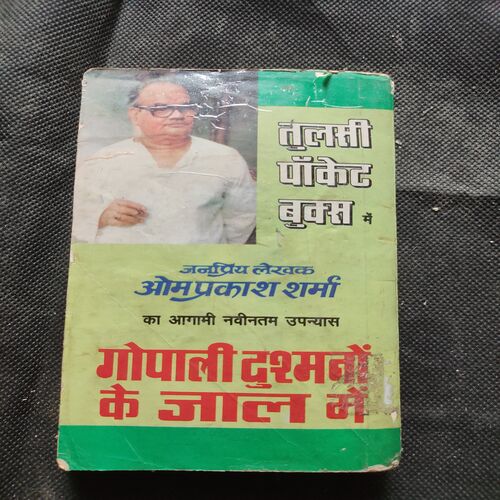 तुलसी
पॉकेट
बुक्स में
जनप्रिय लेखक
ओमप्रकाश शर्मा
का आगामी नवीनतम उपन्यास
गोपाली दुश्मनों
के जाल में